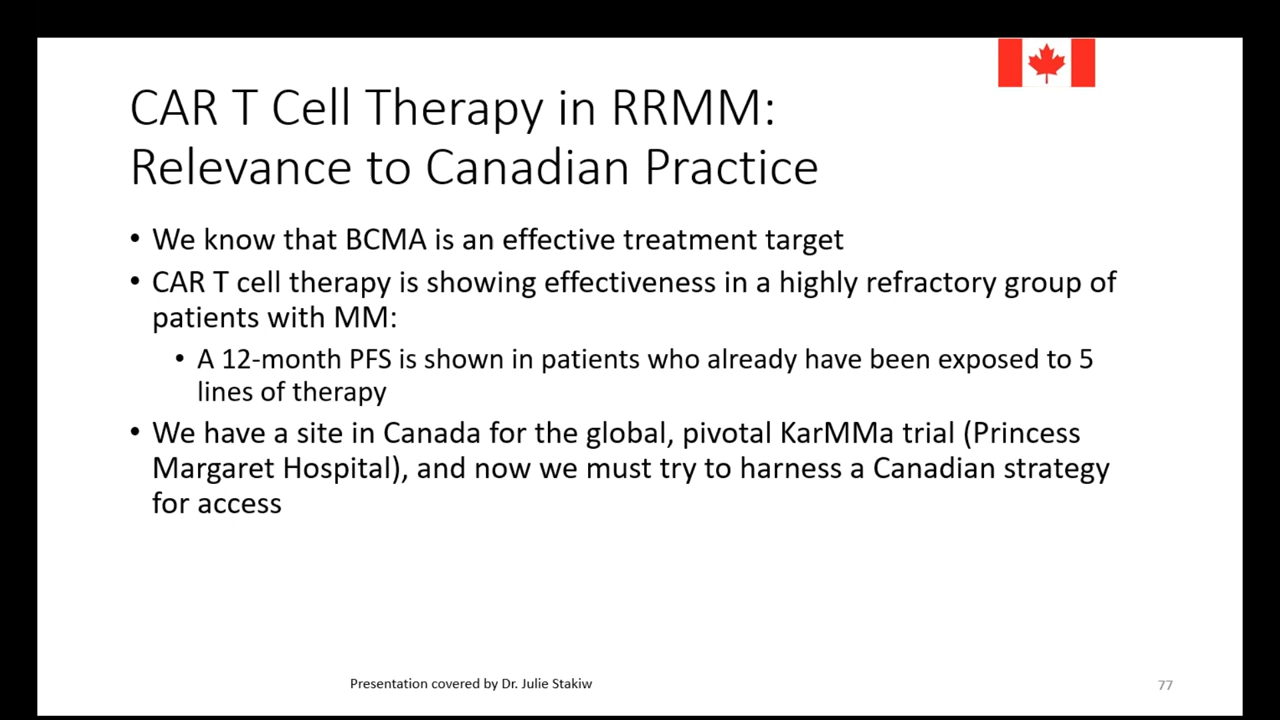 CAR T Cell Therapy in RRMM:
Relevance to Canadian Practice
• We know that BCMA is an effective treatment target
• CAR T cell therapy is showing effectiveness in a highly refractory group of
patients with MM:
• A 12-month PFS is shown in patients who already have been exposed to 5
lines of therapy
• We have a site in Canada for the global, pivotal KarMMa trial (Princess
Margaret Hospital), and now we must try to harness a Canadian strategy
for access
Presentation covered by Dr. Julie Stakiw
77